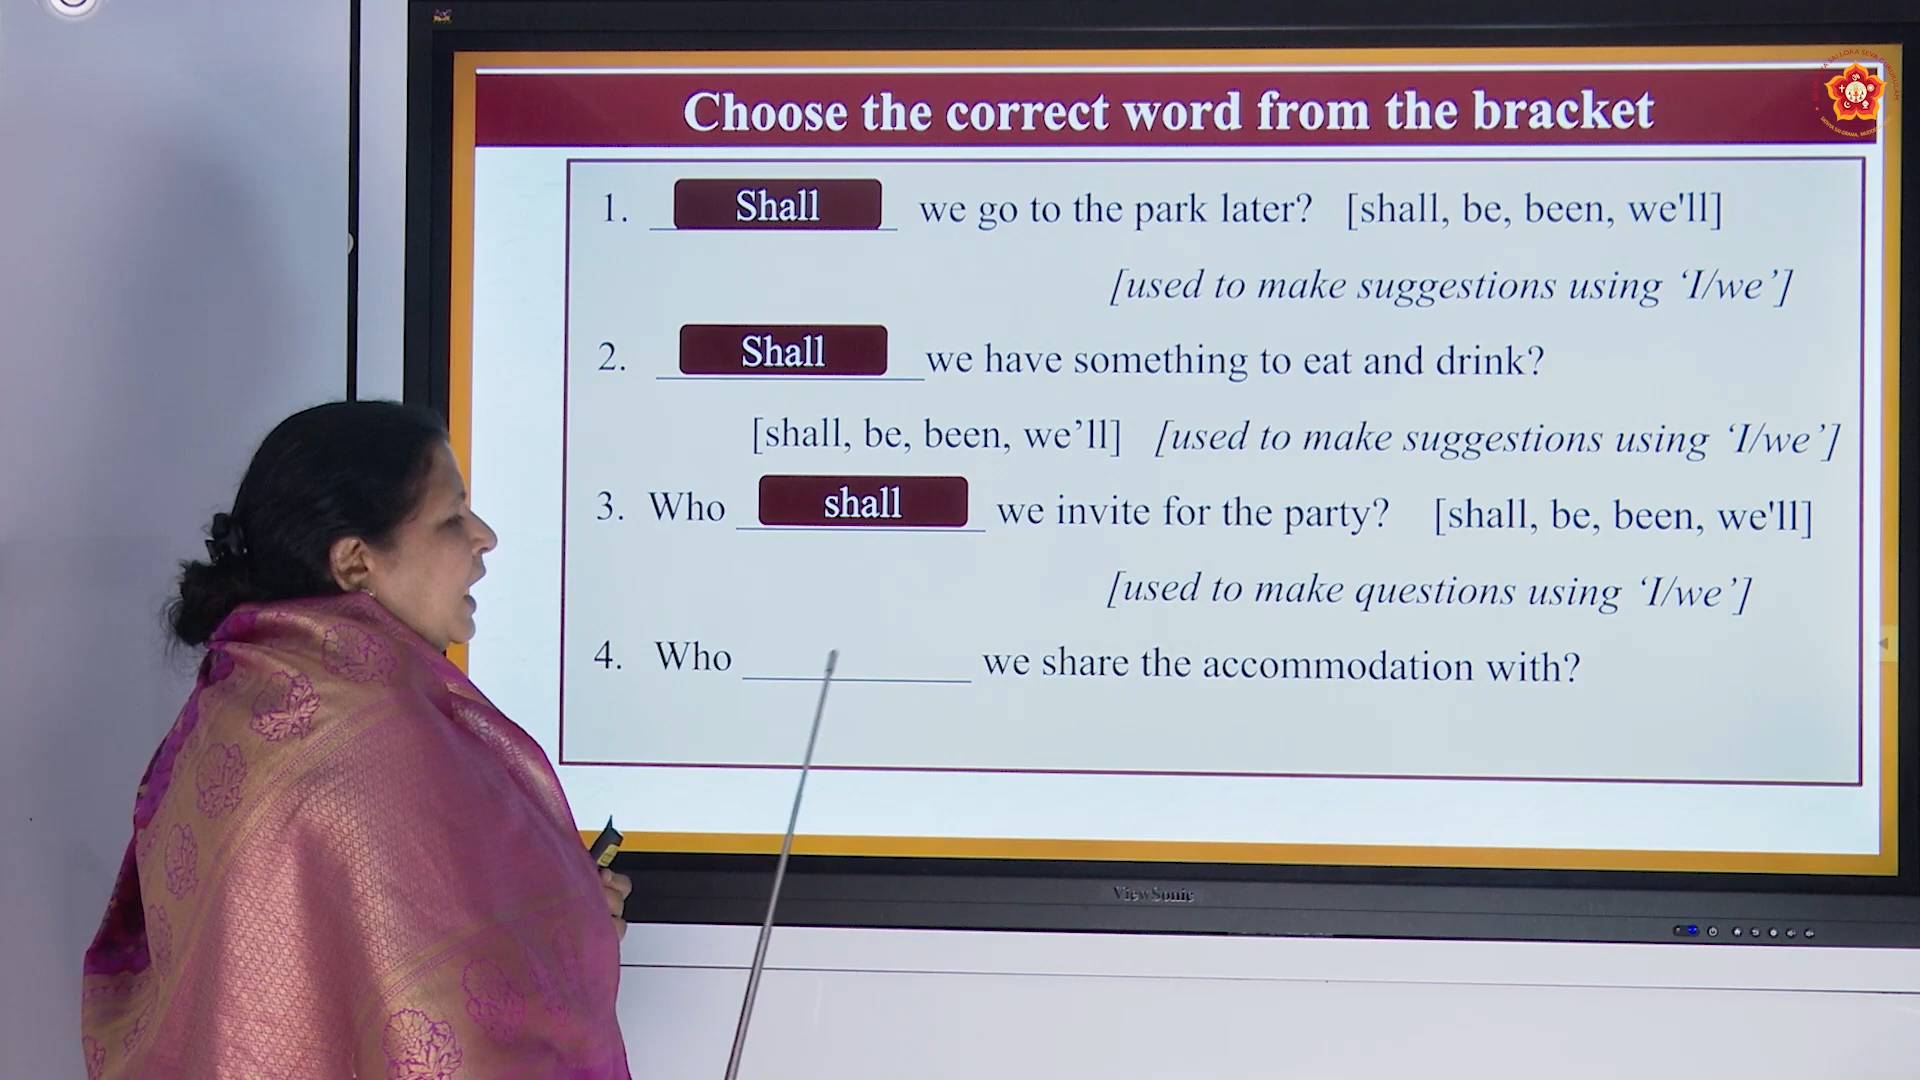 Choose the correct word from the bracket
1. Shall we go to the park later? [shall, be, been, we'll]
[used to make suggestions using ‘I/we’]
2. Shall we have something to eat and drink?
[shall, be, been, we’ll] [used to make suggestions using ‘I/we’]
3. Who shall we invite for the party? [shall, be, been, we'll]
[used to make questions using ‘I/we’]
4. Who __________ we share the accommodation with?
ViewSonic